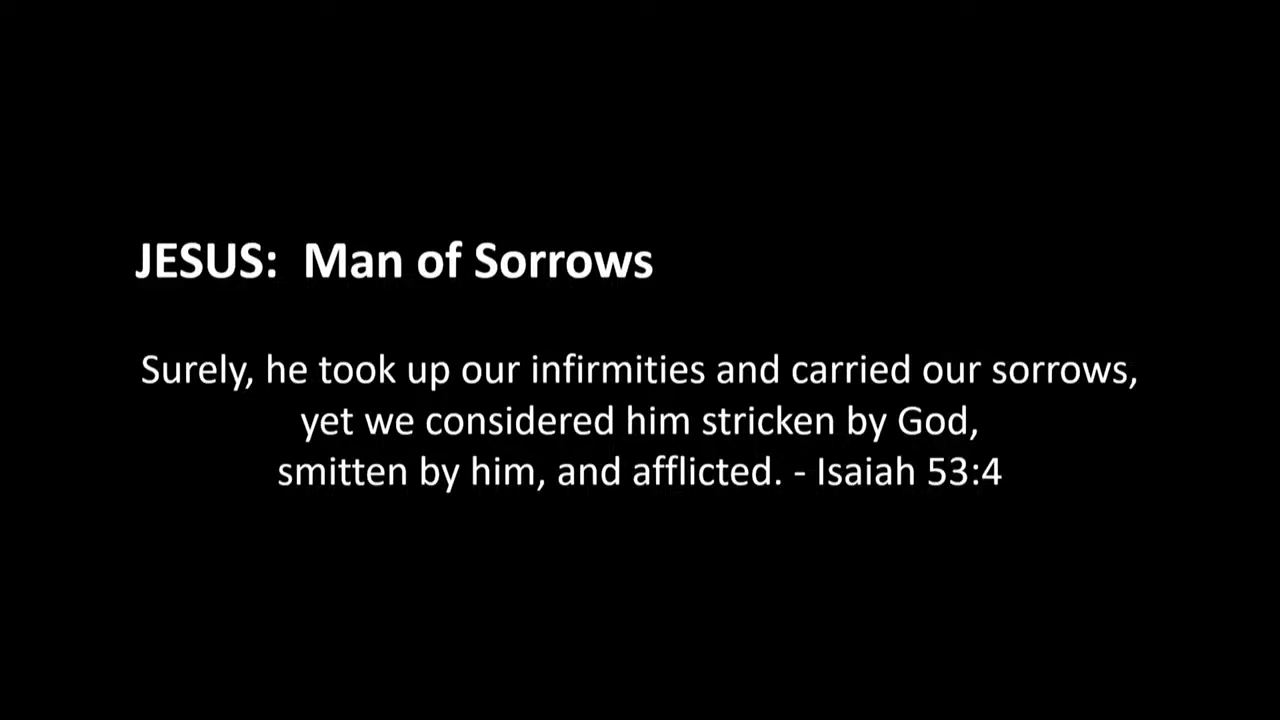 JESUS:  Man of Sorrows
Surely, he took up our infirmities and carried our sorrows,
yet we considered him stricken by God,
smitten by him, and afflicted. - Isaiah 53:4